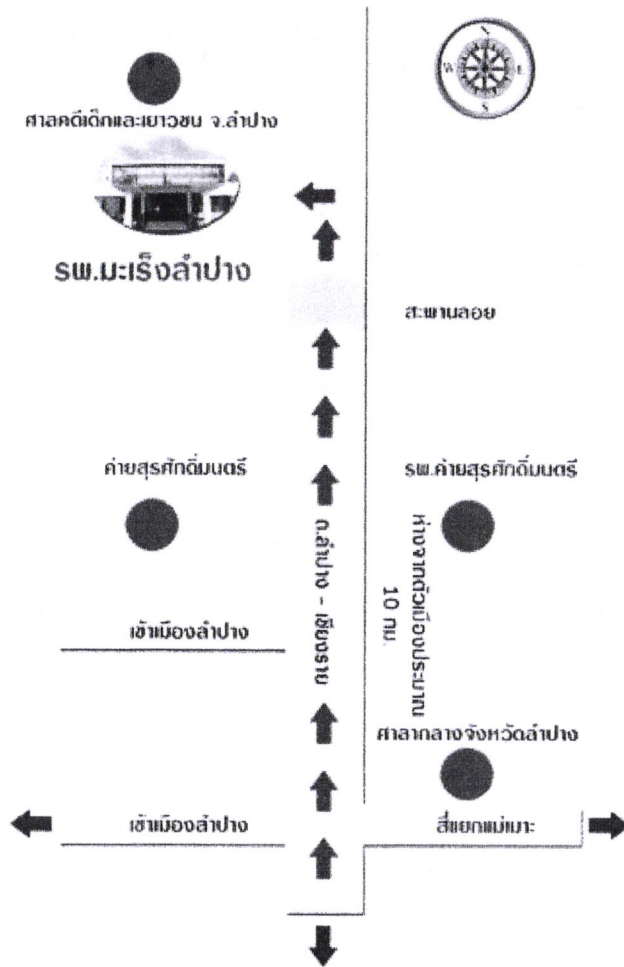 N
E
S
ศาลคดีเด็กและเยาวชน จ.ลำปาง
รพ.มะเร็งลำปาง
สะพานลอย
ค่ายสุรศักดิ์มนตรี
รพ.ค่ายสุรศักดิ์มนตรี
ถ.ลำปาง - เชียงราย
ห่างจากตัวเมืองประมาณ
10 กม.
เข้าเมืองลำปาง
ศาลากลางจังหวัดลำปาง
เข้าเมืองลำปาง
สี่แยกแม่เมาะ